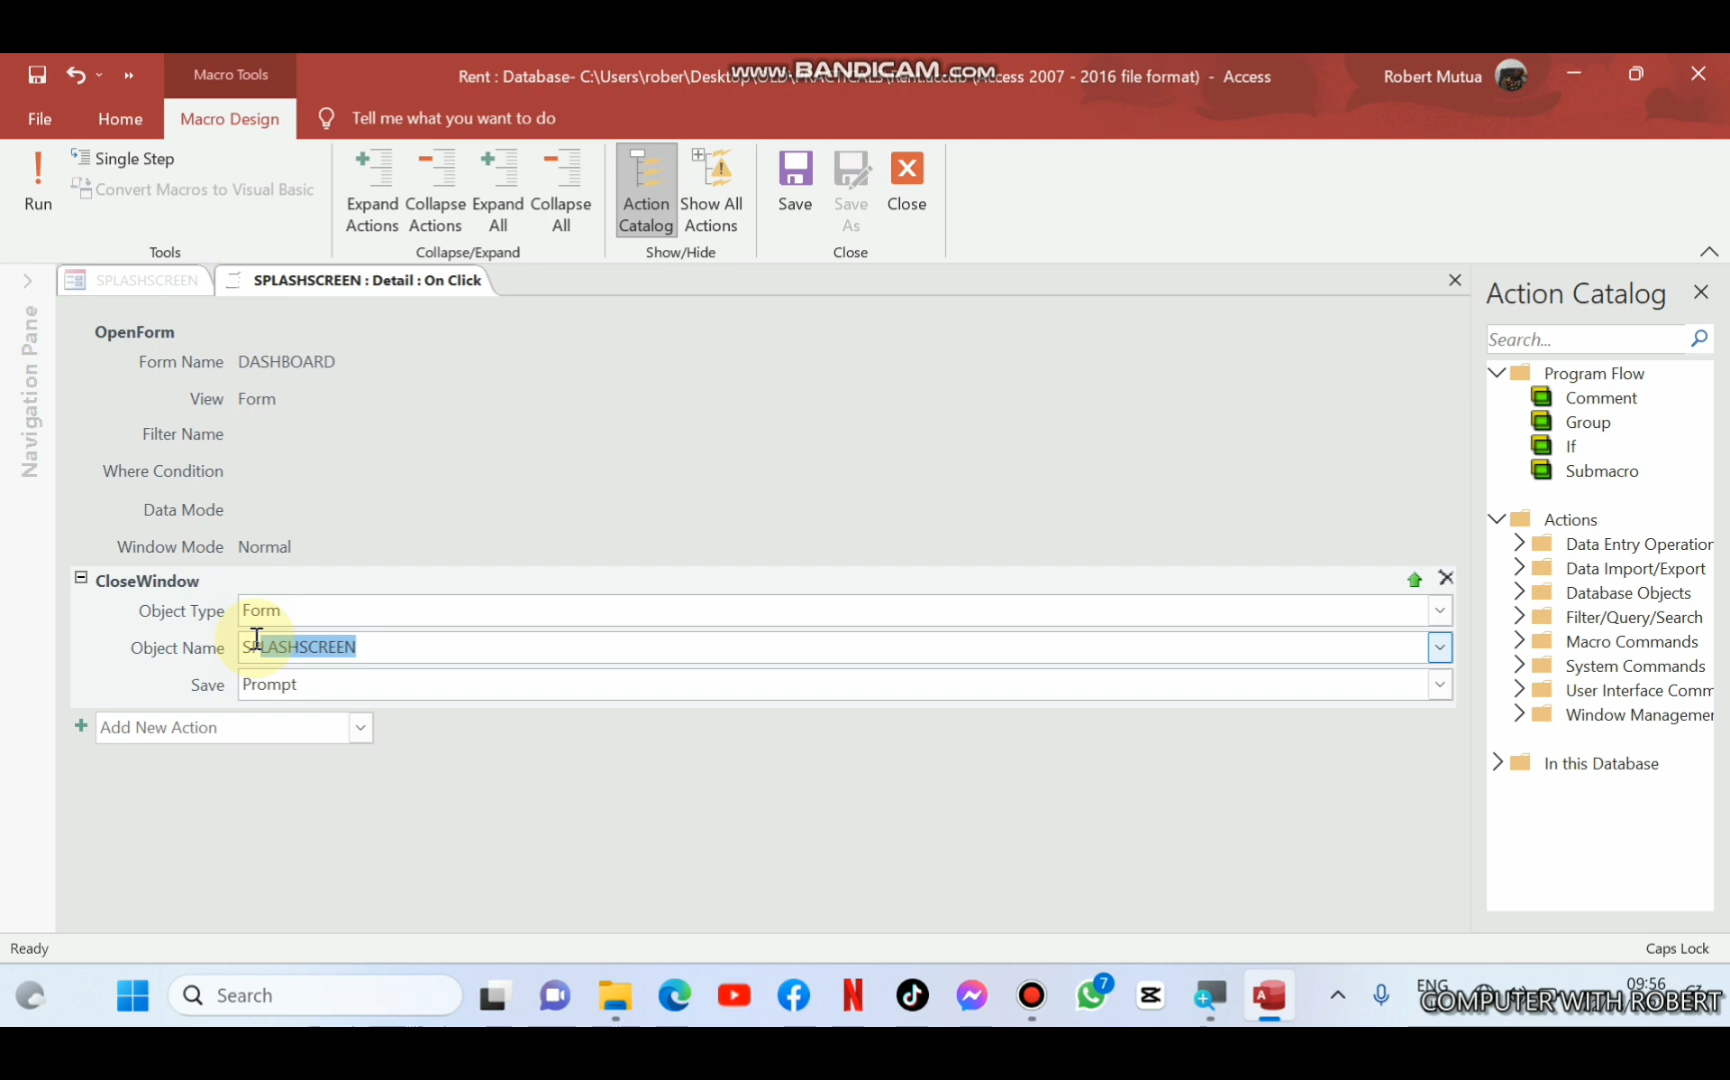 Macro Tools
Rent : Database- C:\Users\rober\Desktop\OLD\PRACTICALS\Rent.accdb (Access 2007 - 2016 file format) - Access
www.BANDICAM.com
Robert Mutua
File
Home
Macro Design
Tell me what you want to do
Run
Single Step
Convert Macros to Visual Basic
Tools
Expand Actions
Collapse Actions
Expand All
Collapse All
Collapse/Expand
Action Catalog
Show All Actions
Show/Hide
Save
Save As
Close
Close
SPLASHSCREEN
SPLASHSCREEN : Detail : On Click
Navigation Pane
OpenForm
Form Name DASHBOARD
View Form
Filter Name
Where Condition
Data Mode
Window Mode Normal
CloseWindow
Object Type Form
Object Name SPLASHSCREEN
Save Prompt
Add New Action
Action Catalog
Search...
Program Flow
Comment
Group
If
Submacro
Actions
Data Entry Operation
Data Import/Export
Database Objects
Filter/Query/Search
Macro Commands
System Commands
User Interface Comm
Window Managemer
In this Database
Ready
Caps Lock
Search
7
ENG
09:56
COMPUTER WITH ROBERT